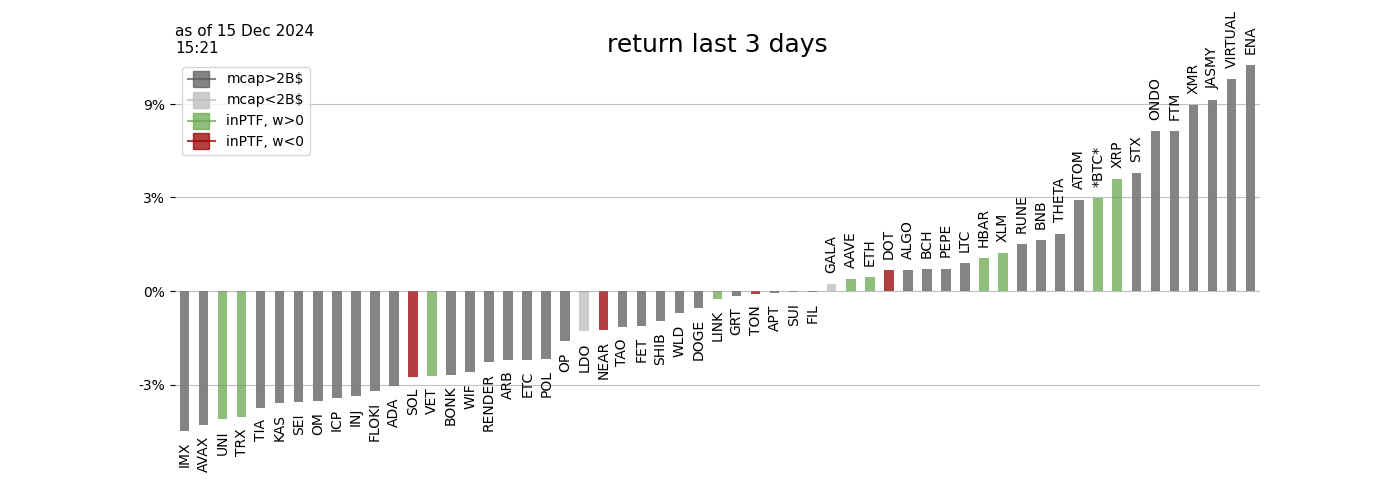 as of 15 Dec 2024
15:21
return last 3 days
mcap>2B$
mcap<2B$
inPTF, w>0
inPTF, w<0
9%
3%
0%
-3%
IMX
AVAX
UNI
TRX
TIA
KAS
SEI
OM
ICP
INJ
FLOKI
ADA
SOL
VET
BONK
WIF
RENDER
ARB
ETC
POL
OP
LDO
NEAR
TAO
FET
SHIB
WLD
DOGE
LINK
GRT
TON
APT
SUI
FIL
GALA
AAVE
ETH
DOT
ALGO
BCH
PEPE
LTC
HBAR
XLM
RUNE
BNB
THETA
ATOM
*BTC*
XRP
STX
ONDO
FTM
XMR
JASMY
VIRTUAL
ENA